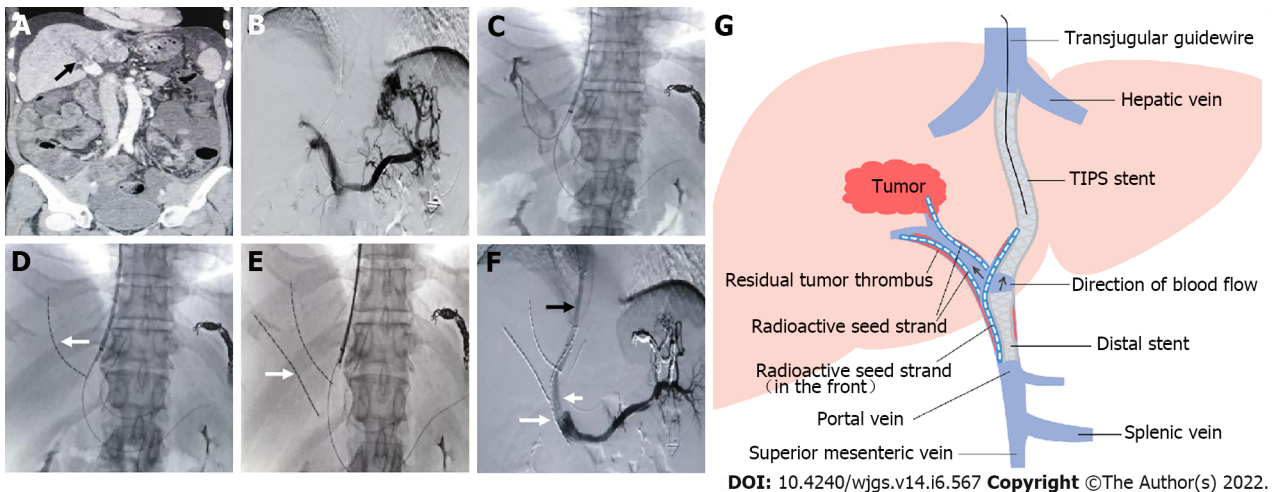 A
B
C
G
Transjugular guidewire
Hepatic vein
TIPS stent
Tumor
D
E
F
Residual tumor thrombus
Direction of blood flow
Radioactive seed strand
Distal stent
Radioactive seed strand
(in the front)
Portal vein
Splenic vein
Superior mesenteric vein
DOI: 10.4240/wjgs.v14.i6.567 Copyright ©The Author(s) 2022.